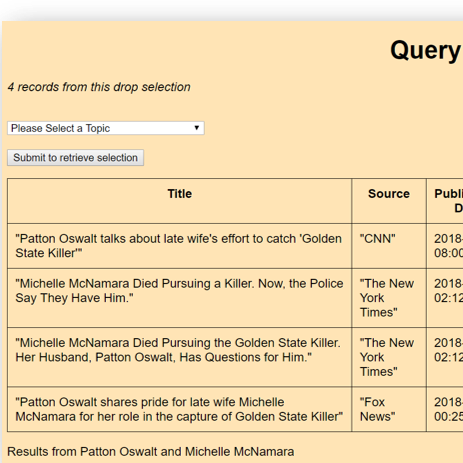 Query
4 records from this drop selection
Please Select a Topic
Submit to retrieve selection
Title Source Publi
D
"Patton Oswalt talks about late wife's effort to catch 'Golden "CNN" 2018-
State Killer'" 08:00
"Michelle McNamara Died Pursuing a Killer. Now, the Police "The New 2018-
Say They Have Him." York 02:12
Times"
"Michelle McNamara Died Pursuing the Golden State Killer. "The New 2018-
Her Husband, Patton Oswalt, Has Questions for Him." York 02:12
Times"
"Patton Oswalt shares pride for late wife Michelle "Fox 2018-
McNamara for her role in the capture of Golden State Killer" News" 00:25
Results from Patton Oswalt and Michelle McNamara